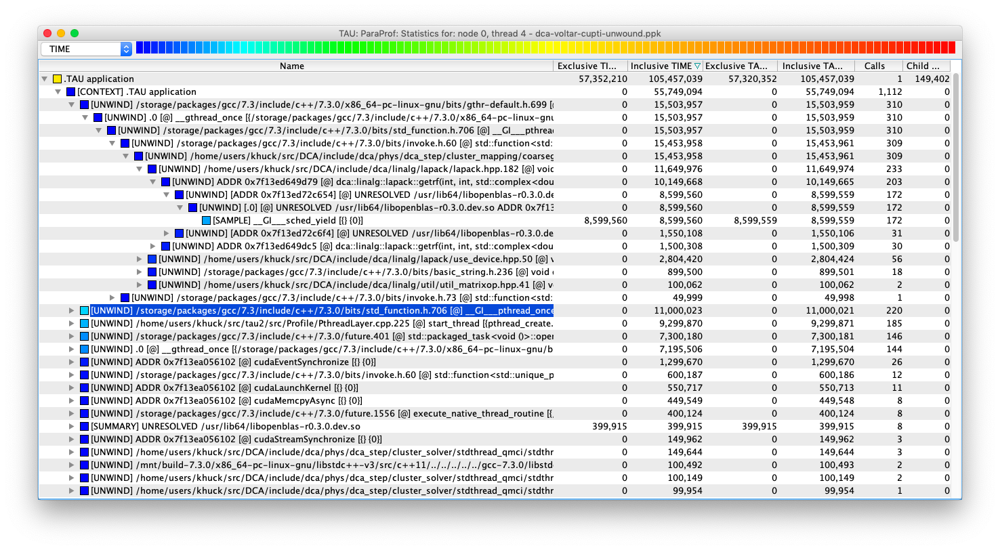 TAU: ParaProf: Statistics for: node 0, thread 4 - dca-voltar-cupti-unwound.ppk
TIME
Name Exclusive TI... Inclusive TIME Exclusive TA... Inclusive TA... Calls Child ...
.TAU application 57,352,210 105,457,039 57,320,352 105,457,039 1 149,402
[CONTEXT] .TAU application 0 55,749,094 0 55,749,094 1,112 0
[UNWIND] /storage/packages/gcc/7.3/include/c++/7.3.0/x86_64-pc-linux-gnu/bits/gthr-default.h.699 [@ 0 15,503,957 0 15,503,959 310 0
[UNWIND] .0 [@] __gthread_once [{/storage/packages/gcc/7.3/include/c++/7.3.0/x86_64-pc-linux-gnu 0 15,503,957 0 15,503,959 310 0
[UNWIND] /storage/packages/gcc/7.3/include/c++/7.3.0/bits/std_function.h.706 [@] __GI___pthread 0 15,503,957 0 15,503,959 310 0
[UNWIND] /storage/packages/gcc/7.3/include/c++/7.3.0/bits/invoke.h.60 [@] std::function<std: 0 15,453,958 0 15,453,961 309 0
[UNWIND] /home/users/khuck/src/DCA/include/dca/phys/dca_step/cluster_mapping/coarseg 0 15,453,958 0 15,453,961 309 0
[UNWIND] /home/users/khuck/src/DCA/include/dca/linalg/lapack/lapack.hpp.182 [@] void 0 11,649,976 0 11,649,974 233 0
[UNWIND] ADDR 0x7f13ed649d79 [@] dca::linalg::lapack::getrf(int, int, std::complex<dou 0 10,149,668 0 10,149,665 203 0
[UNWIND] [ADDR 0x7f13ed72c654] [@] UNRESOLVED /usr/lib64/libopenblas-r0.3.0.de 0 8,599,560 0 8,599,559 172 0
[UNWIND] [.0] [@] UNRESOLVED /usr/lib64/libopenblas-r0.3.0.dev.so ADDR 0x7f13 0 8,599,560 0 8,599,559 172 0
[SAMPLE] __GI___sched_yield [{} {0}] 8,599,560 8,599,560 8,599,559 8,599,559 172 0
[UNWIND] [ADDR 0x7f13ed72c6f4] [@] UNRESOLVED /usr/lib64/libopenblas-r0.3.0.de 0 1,550,108 0 1,550,106 31 0
[UNWIND] ADDR 0x7f13ed649dc5 [@] dca::linalg::lapack::getrf(int, int, std::complex<dou 0 1,500,308 0 1,500,309 30 0
[UNWIND] /home/users/khuck/src/DCA/include/dca/linalg/lapack/use_device.hpp.50 [@] v 0 2,804,420 0 2,804,424 56 0
[UNWIND] /storage/packages/gcc/7.3/include/c++/7.3.0/bits/basic_string.h.236 [@] void 0 899,500 0 899,501 18 0
[UNWIND] /home/users/khuck/src/DCA/include/dca/linalg/util/util_matrixop.hpp.41 [@] v 0 100,062 0 100,062 2 0
[UNWIND] /storage/packages/gcc/7.3/include/c++/7.3.0/bits/invoke.h.73 [@] std::function<std: 0 49,999 0 49,998 1 0
[UNWIND] /storage/packages/gcc/7.3/include/c++/7.3.0/bits/std_function.h.706 [@] __GI___pthread_once 0 11,000,023 0 11,000,021 220 0
[UNWIND] /home/users/khuck/src/tau2/src/Profile/PthreadLayer.cpp.225 [@] start_thread [{pthread_create. 0 9,299,870 0 9,299,871 185 0
[UNWIND] /storage/packages/gcc/7.3/include/c++/7.3.0/future.401 [@] std::packaged_task<void ()>::oper 0 7,300,180 0 7,300,181 146 0
[UNWIND] .0 [@] __gthread_once [{/storage/packages/gcc/7.3/include/c++/7.3.0/x86_64-pc-linux-gnu/b 0 7,195,506 0 7,195,504 144 0
[UNWIND] ADDR 0x7f13ea056102 [@] cudaEventSynchronize [{} {0}] 0 1,299,670 0 1,299,670 26 0
[UNWIND] /storage/packages/gcc/7.3/include/c++/7.3.0/bits/invoke.h.60 [@] std::function<std::unique_p 0 600,187 0 600,186 12 0
[UNWIND] ADDR 0x7f13ea056102 [@] cudaLaunchKernel [{} {0}] 0 550,717 0 550,713 11 0
[UNWIND] ADDR 0x7f13ea056102 [@] cudaMemcpyAsync [{} {0}] 0 449,549 0 449,548 8 0
[UNWIND] /storage/packages/gcc/7.3/include/c++/7.3.0/future.1556 [@] execute_native_thread_routine [{, 0 400,124 0 400,124 8 0
[SUMMARY] UNRESOLVED /usr/lib64/libopenblas-r0.3.0.dev.so 399,915 399,915 399,915 399,915 8 0
[UNWIND] ADDR 0x7f13ea056102 [@] cudaStreamSynchronize [{} {0}] 0 149,962 0 149,962 3 0
[UNWIND] /home/users/khuck/src/DCA/include/dca/phys/dca_step/cluster_solver/stdthread_qmci/stdthr 0 149,644 0 149,644 3 0
[UNWIND] /mnt/build-7.3.0/x86_64-pc-linux-gnu/libstdc++-v3/src/c++11/../../../../../gcc-7.3.0/libstd 0 100,492 0 100,493 2 0
[UNWIND] /home/users/khuck/src/DCA/include/dca/phys/dca_step/cluster_solver/stdthread_qmci/stdthr 0 100,149 0 100,149 2 0
[UNWIND] /home/users/khuck/src/DCA/include/dca/phys/dca_step/cluster_solver/stdthread_qmci/stdthr 0 99,954 0 99,954 1 0